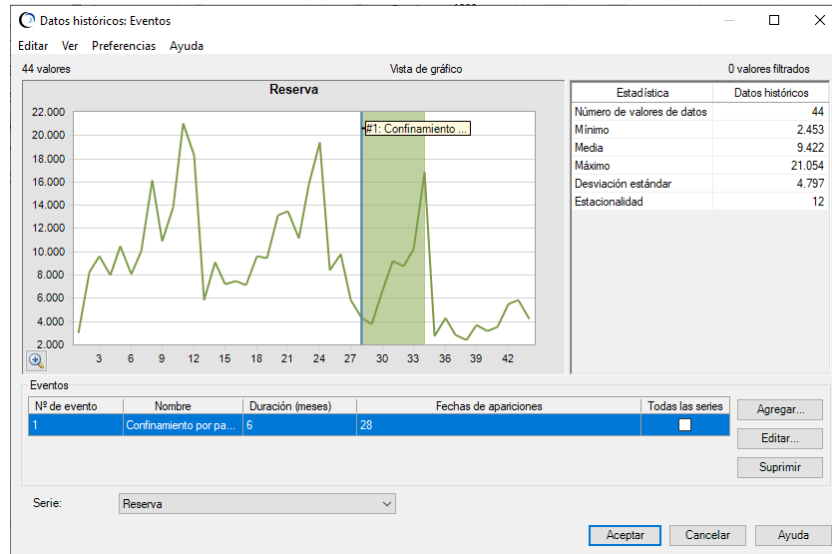 Datos históricos: Eventos
Editar Ver Preferencias Ayuda
44 valores Vista de gráfico 0 valores filtrados
Reserva
22.000
20.000
18.000
16.000
14.000
12.000
10.000
8.000
6.000
4.000
2.000
#1: Confinamiento ...
3 6 9 12 15 18 21 24 27 30 33 36 39 42
Estadística Datos históricos
Número de valores de datos 44
Mínimo 2.453
Media 9.422
Máximo 21.054
Desviación estándar 4.797
Estacionalidad 12
Eventos
Nº de evento Nombre Duración (meses) Fechas de apariciones Todas las series
1 Confinamiento por pa... 6 28
Agregar...
Editar...
Suprimir
Serie: Reserva
Aceptar Cancelar Ayuda